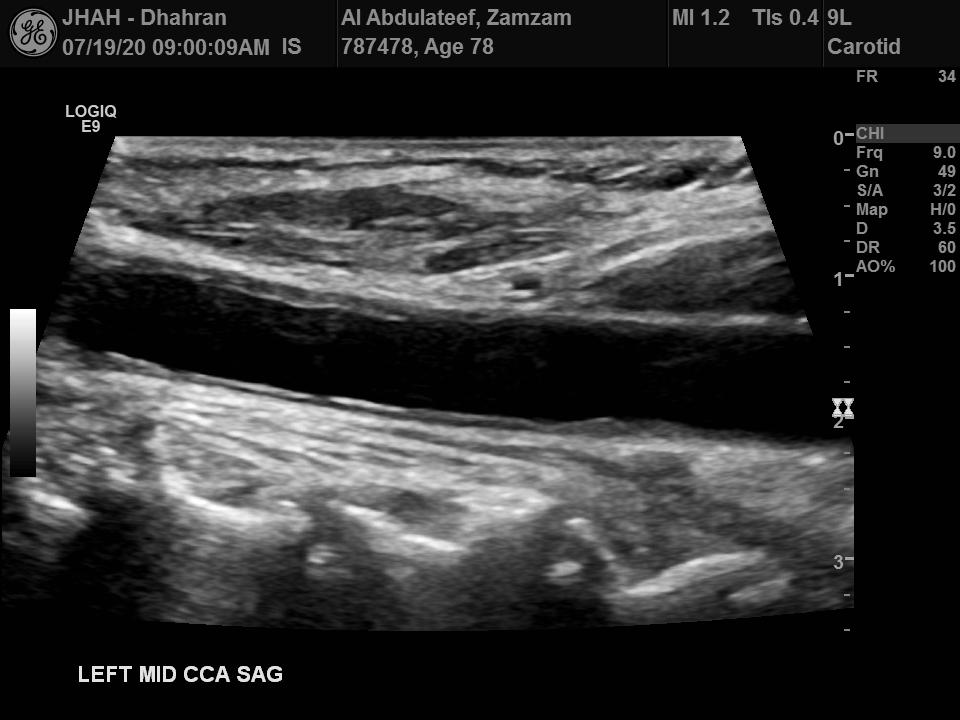 JHAH - Dhahran
07/19/20 09:00:09AM IS
Al Abdulateef, Zamzam
787478, Age 78
MI 1.2 TIs 0.4
9L
Carotid
FR 34
LOGIQ
E9
CHI
Frq 9.0
Gn 49
S/A 3/2
Map H/0
D 3.5
DR 60
AO% 100
0
1
2
3
LEFT MID CCA SAG